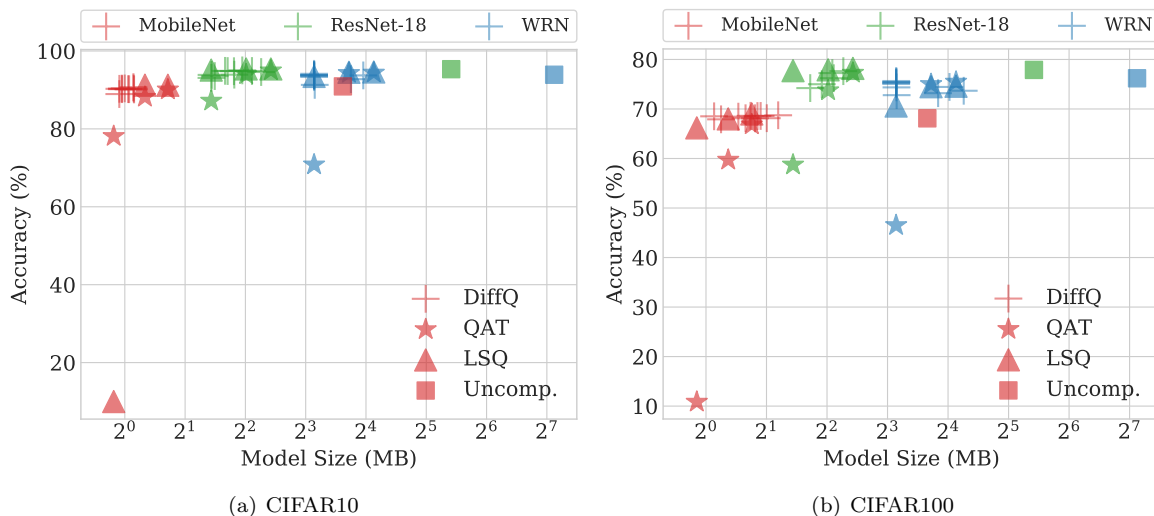 MobileNet ResNet-18 WRN
100
80
60
40
20
Accuracy (%)
DiffQ
QAT
LSQ
Uncomp.
2^0 2^1 2^2 2^3 2^4 2^5 2^6 2^7
Model Size (MB)
(a) CIFAR10
MobileNet ResNet-18 WRN
80
70
60
50
40
30
20
10
Accuracy (%)
DiffQ
QAT
LSQ
Uncomp.
2^0 2^1 2^2 2^3 2^4 2^5 2^6 2^7
Model Size (MB)
(b) CIFAR100